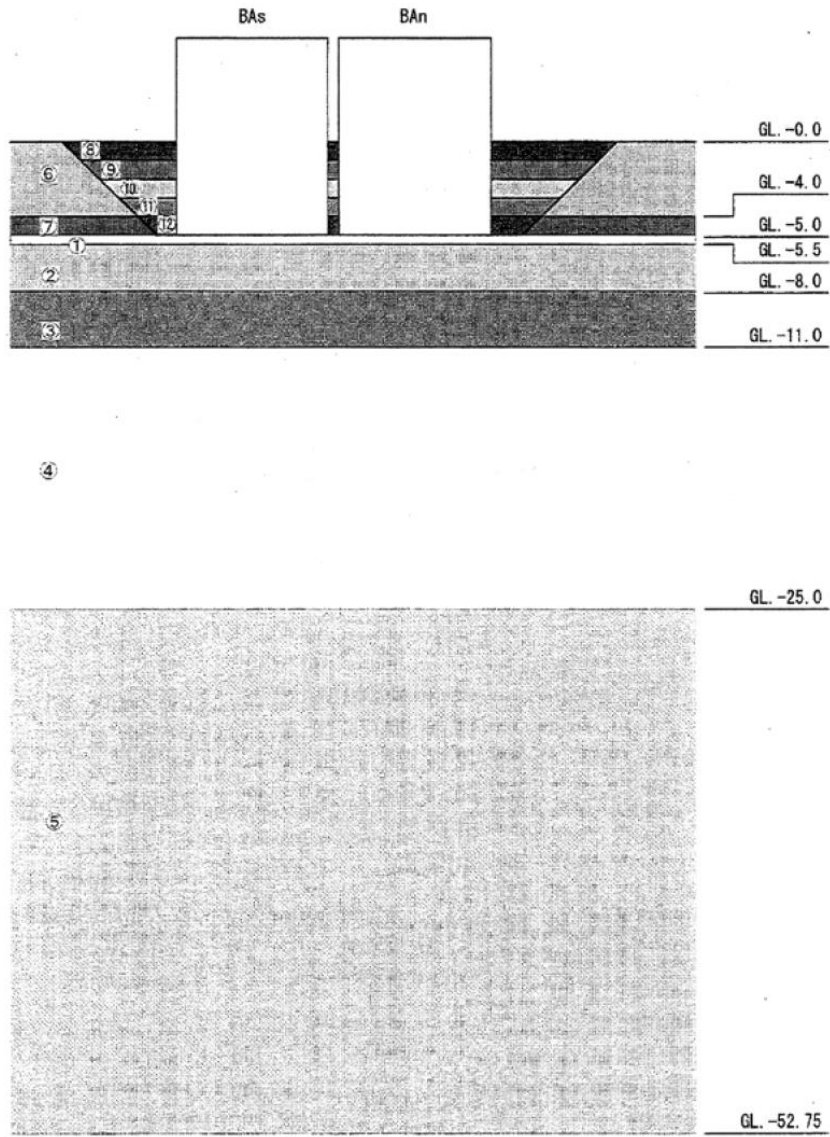 BAs BAn
GL.-0.0
⑧
⑨
⑥
⑩
GL.-4.0
⑪
⑦ ⑫
GL.-5.0
①
GL.-5.5
②
GL.-8.0
③
GL.-11.0
④
GL.-25.0
⑤
GL.-52.75